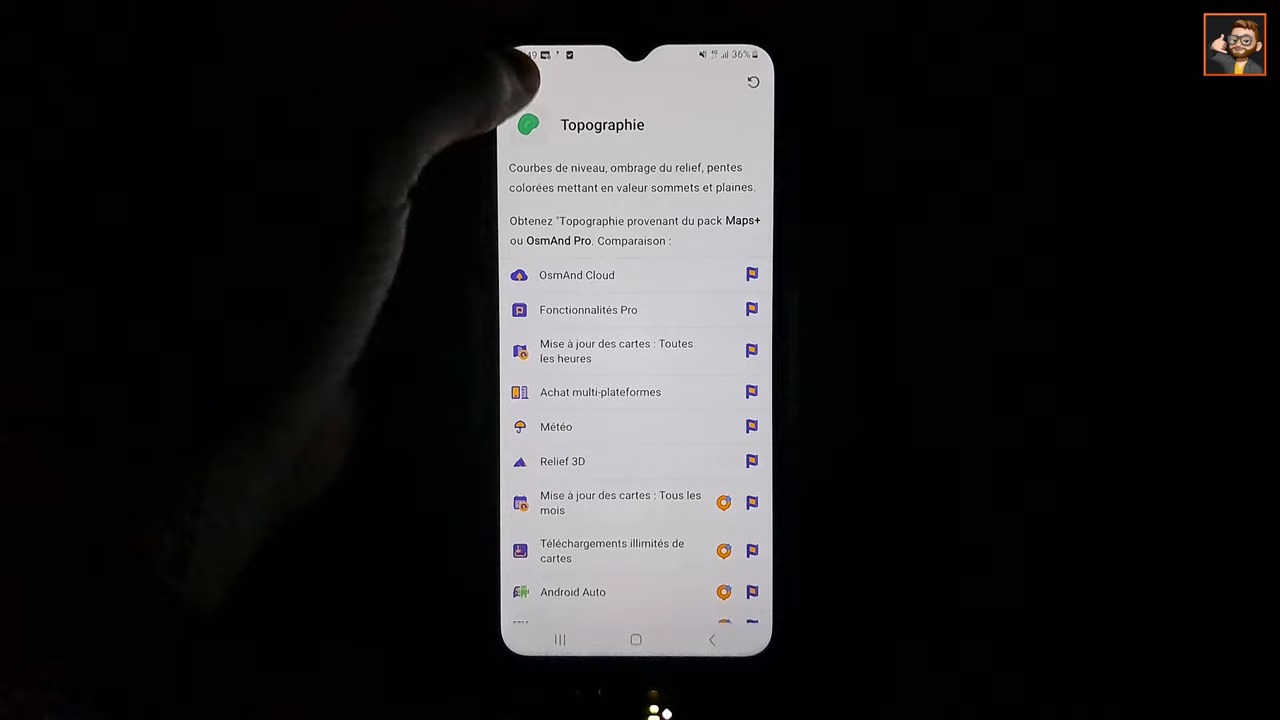 36%
Topographie
Courbes de niveau, ombrage du relief, pentes
colorées mettant en valeur sommets et plaines.
Obtenez "Topographie provenant du pack Maps+
ou OsmAnd Pro. Comparaison :
OsmAnd Cloud
Fonctionnalités Pro
Mise à jour des cartes : Toutes
les heures
Achat multi-plateformes
Météo
Relief 3D
Mise à jour des cartes : Tous les
mois
Téléchargements illimités de
cartes
Android Auto